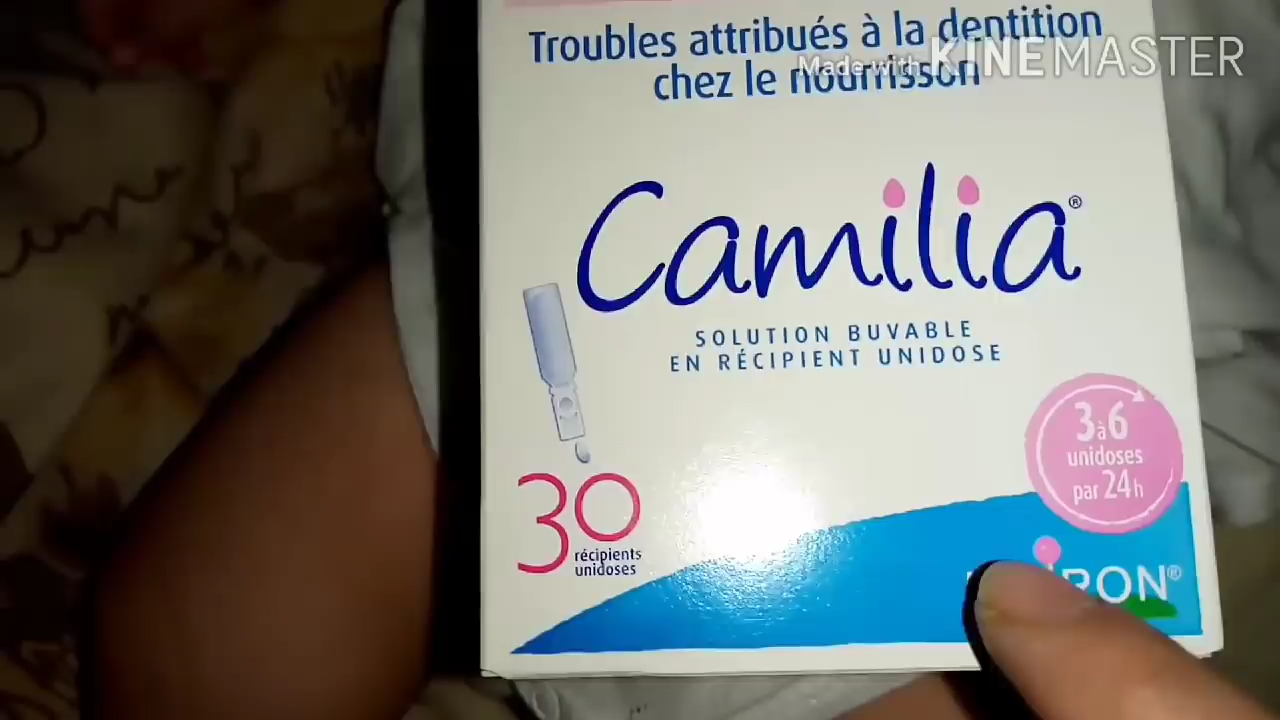 Troubles attribués à la dentition
chez le nourrisson
Made with KINEMASTER
Camilia®
SOLUTION BUVABLE
EN RÉCIPIENT UNIDOSE
3 à 6
unidoses
par 24h
30
récipients
unidoses